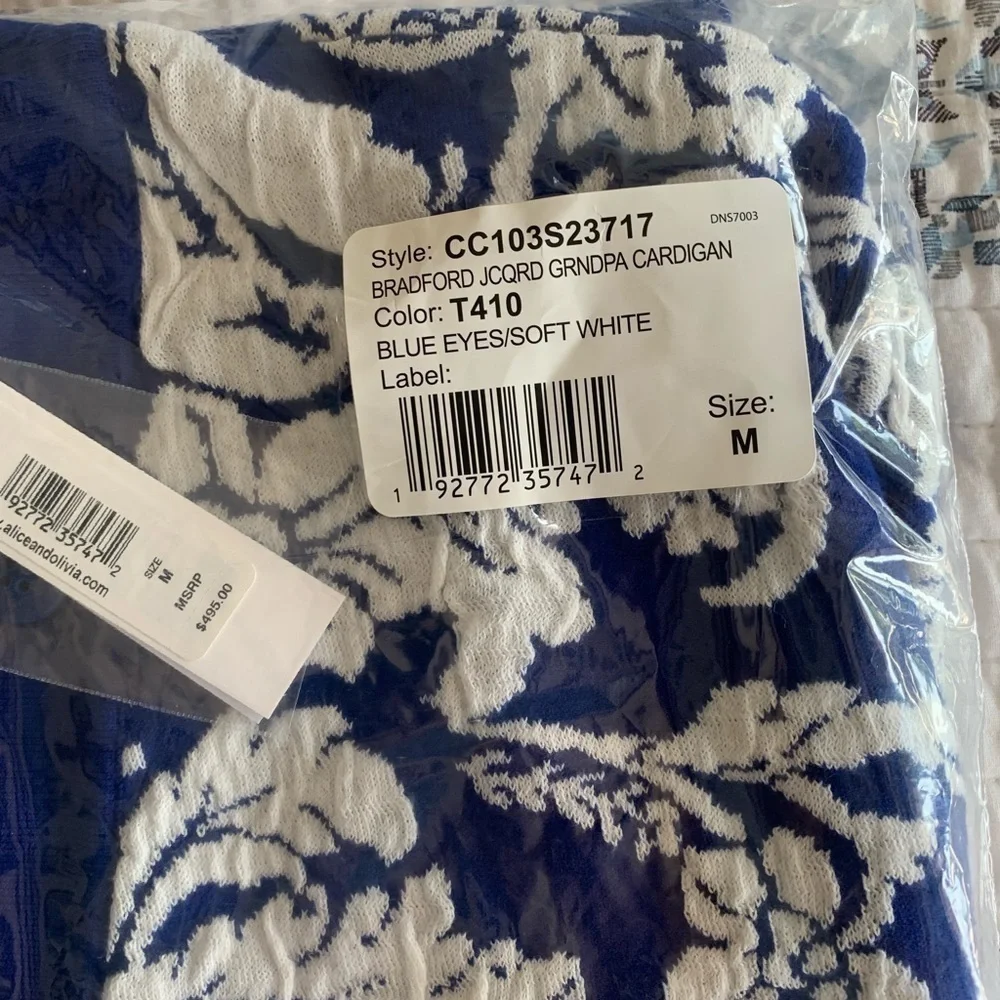 DNS7003
Style: CC103S23717
BRADFORD JCQRD GRNDPA CARDIGAN
Color: T410
BLUE EYES/SOFT WHITE
Label:
Size:
M
1 92772 35747 2
92772 35747 2
.aliceandolivia.com
SIZE
M
MSRP
$495.00